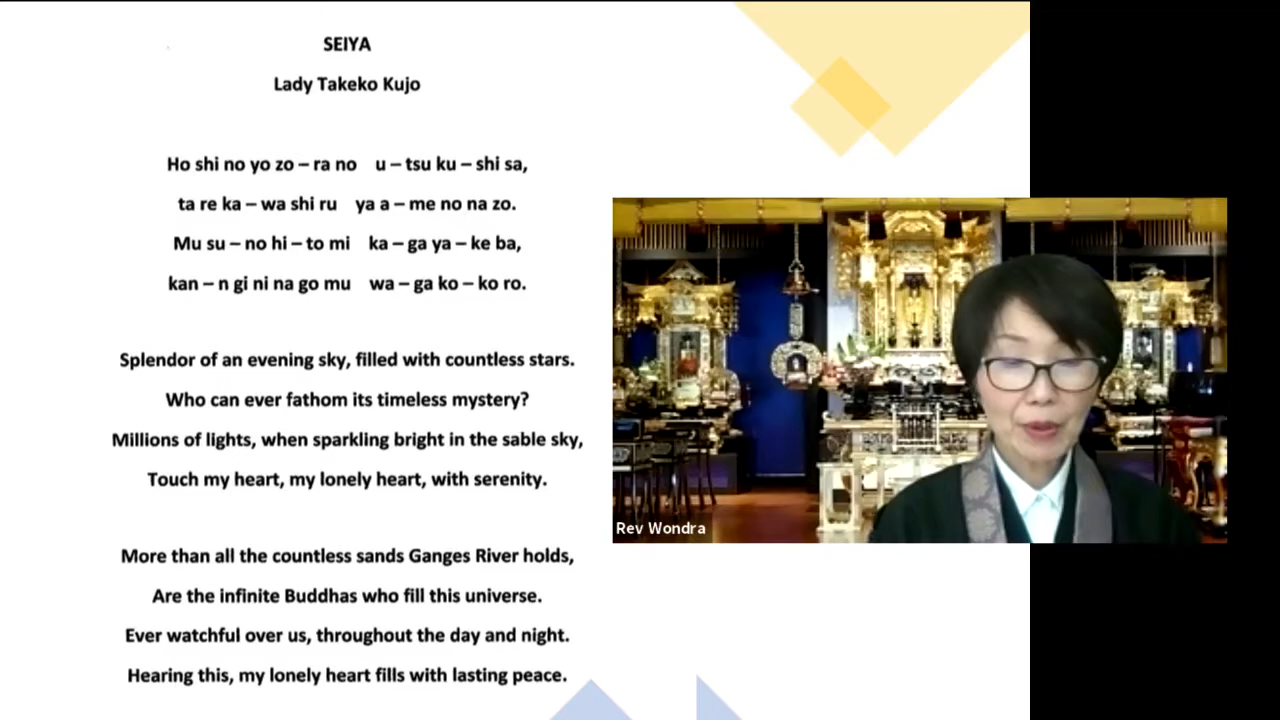 SEIYA
Lady Takeko Kujo
Ho shi no yo zo – ra no u – tsu ku – shi sa,
ta re ka – wa shi ru ya a – me no na zo.
Mu su – no hi – to mi ka – ga ya – ke ba,
kan – n gi ni na go mu wa – ga ko – ko ro.
Splendor of an evening sky, filled with countless stars.
Who can ever fathom its timeless mystery?
Millions of lights, when sparkling bright in the sable sky,
Touch my heart, my lonely heart, with serenity.
More than all the countless sands Ganges River holds,
Are the infinite Buddhas who fill this universe.
Ever watchful over us, throughout the day and night.
Hearing this, my lonely heart fills with lasting peace.
Rev Wondra